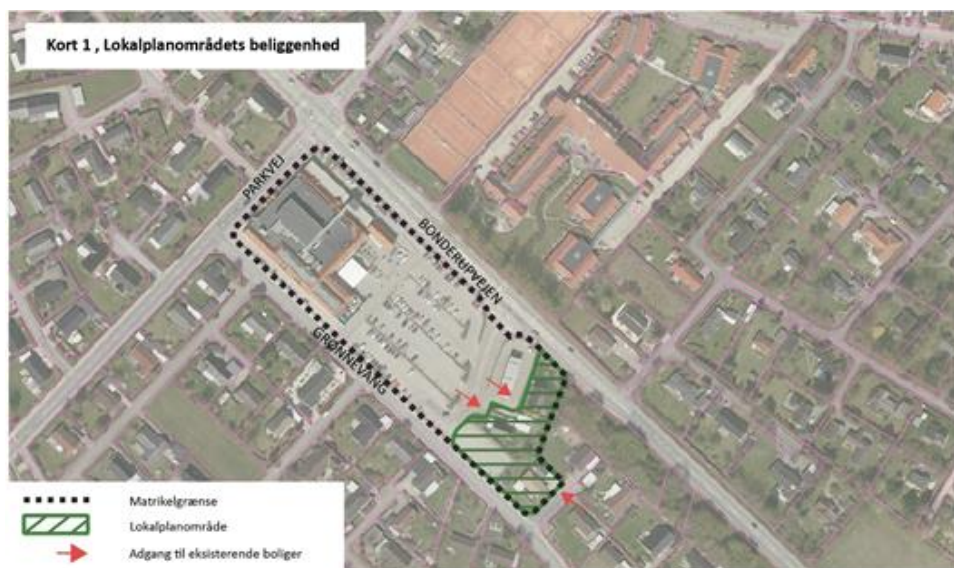 Kort 1 , Lokalplanområdets beliggenhed
PARKVEJ
BONDERUPVEJEN
GRØNNEVANG
Matrikelgrænse
Lokalplanområde
Adgang til eksisterende boliger